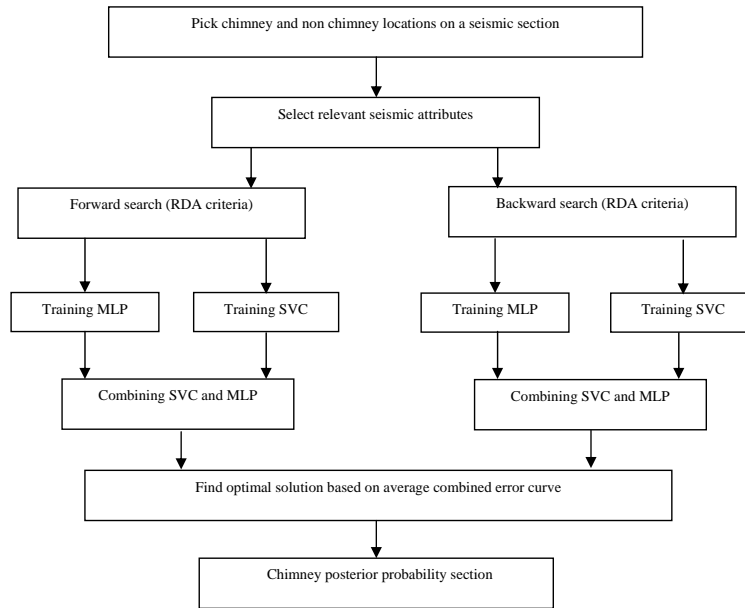 Pick chimney and non chimney locations on a seismic section
Select relevant seismic attributes
Forward search (RDA criteria)
Backward search (RDA criteria)
Training MLP
Training SVC
Training MLP
Training SVC
Combining SVC and MLP
Combining SVC and MLP
Find optimal solution based on average combined error curve
Chimney posterior probability section